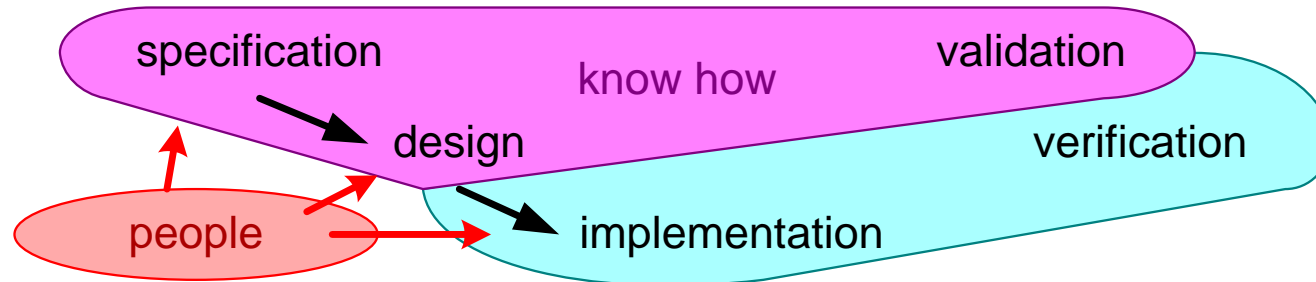 specification
validation
know how
design
verification
people
implementation